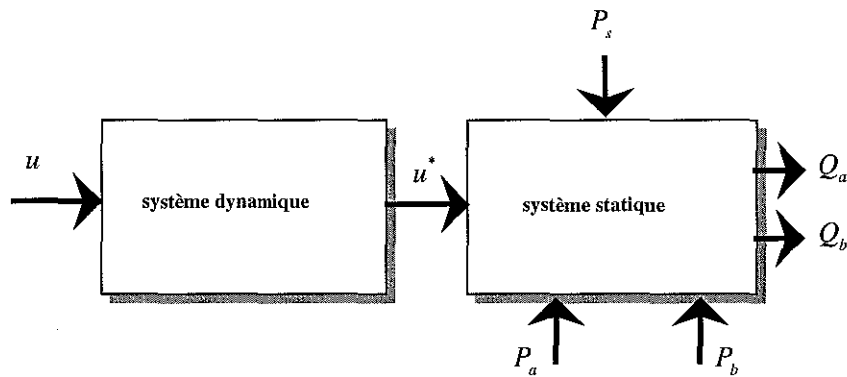 P_s
u
système dynamique
u*
système statique
Q_a
Q_b
P_a
P_b